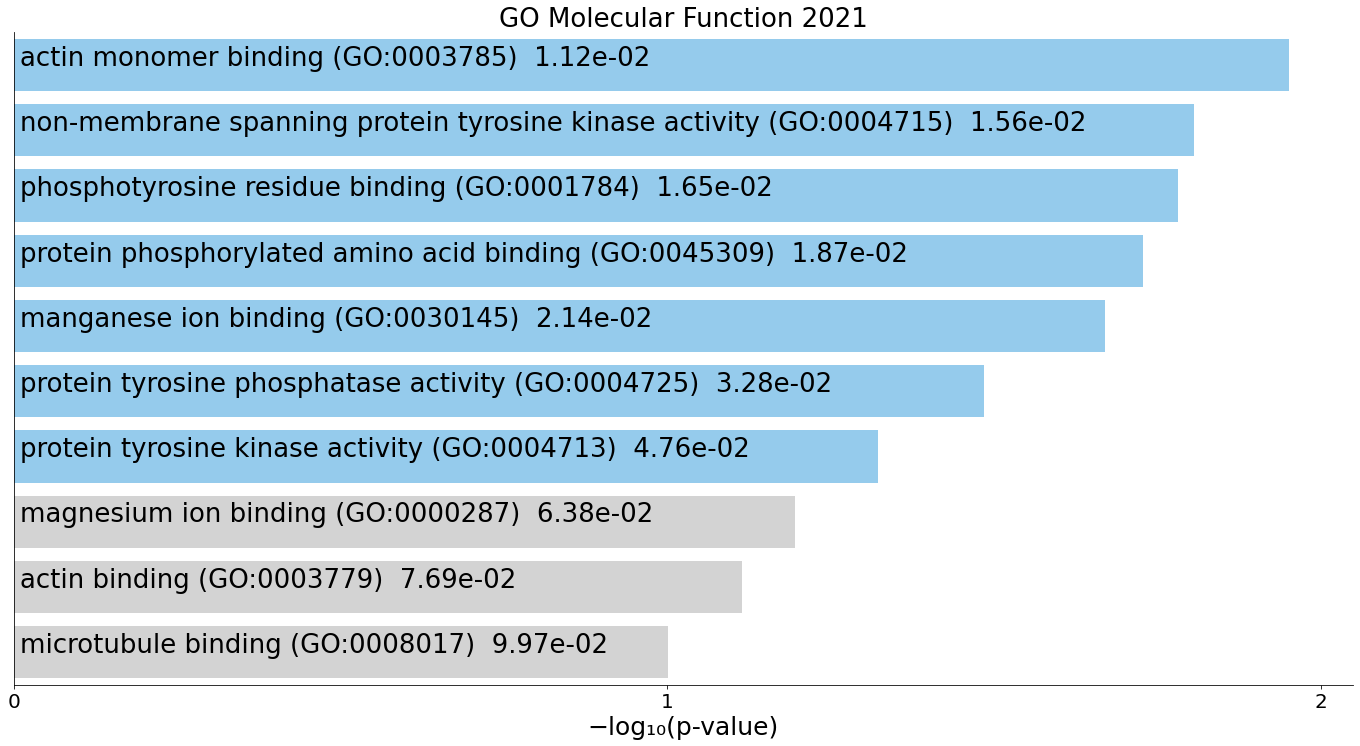 GO Molecular Function 2021
actin monomer binding (GO:0003785)  1.12e-02
non-membrane spanning protein tyrosine kinase activity (GO:0004715)  1.56e-02
phosphotyrosine residue binding (GO:0001784)  1.65e-02
protein phosphorylated amino acid binding (GO:0045309)  1.87e-02
manganese ion binding (GO:0030145)  2.14e-02
protein tyrosine phosphatase activity (GO:0004725)  3.28e-02
protein tyrosine kinase activity (GO:0004713)  4.76e-02
magnesium ion binding (GO:0000287)  6.38e-02
actin binding (GO:0003779)  7.69e-02
microtubule binding (GO:0008017)  9.97e-02
0 1 2
−log₁₀(p-value)